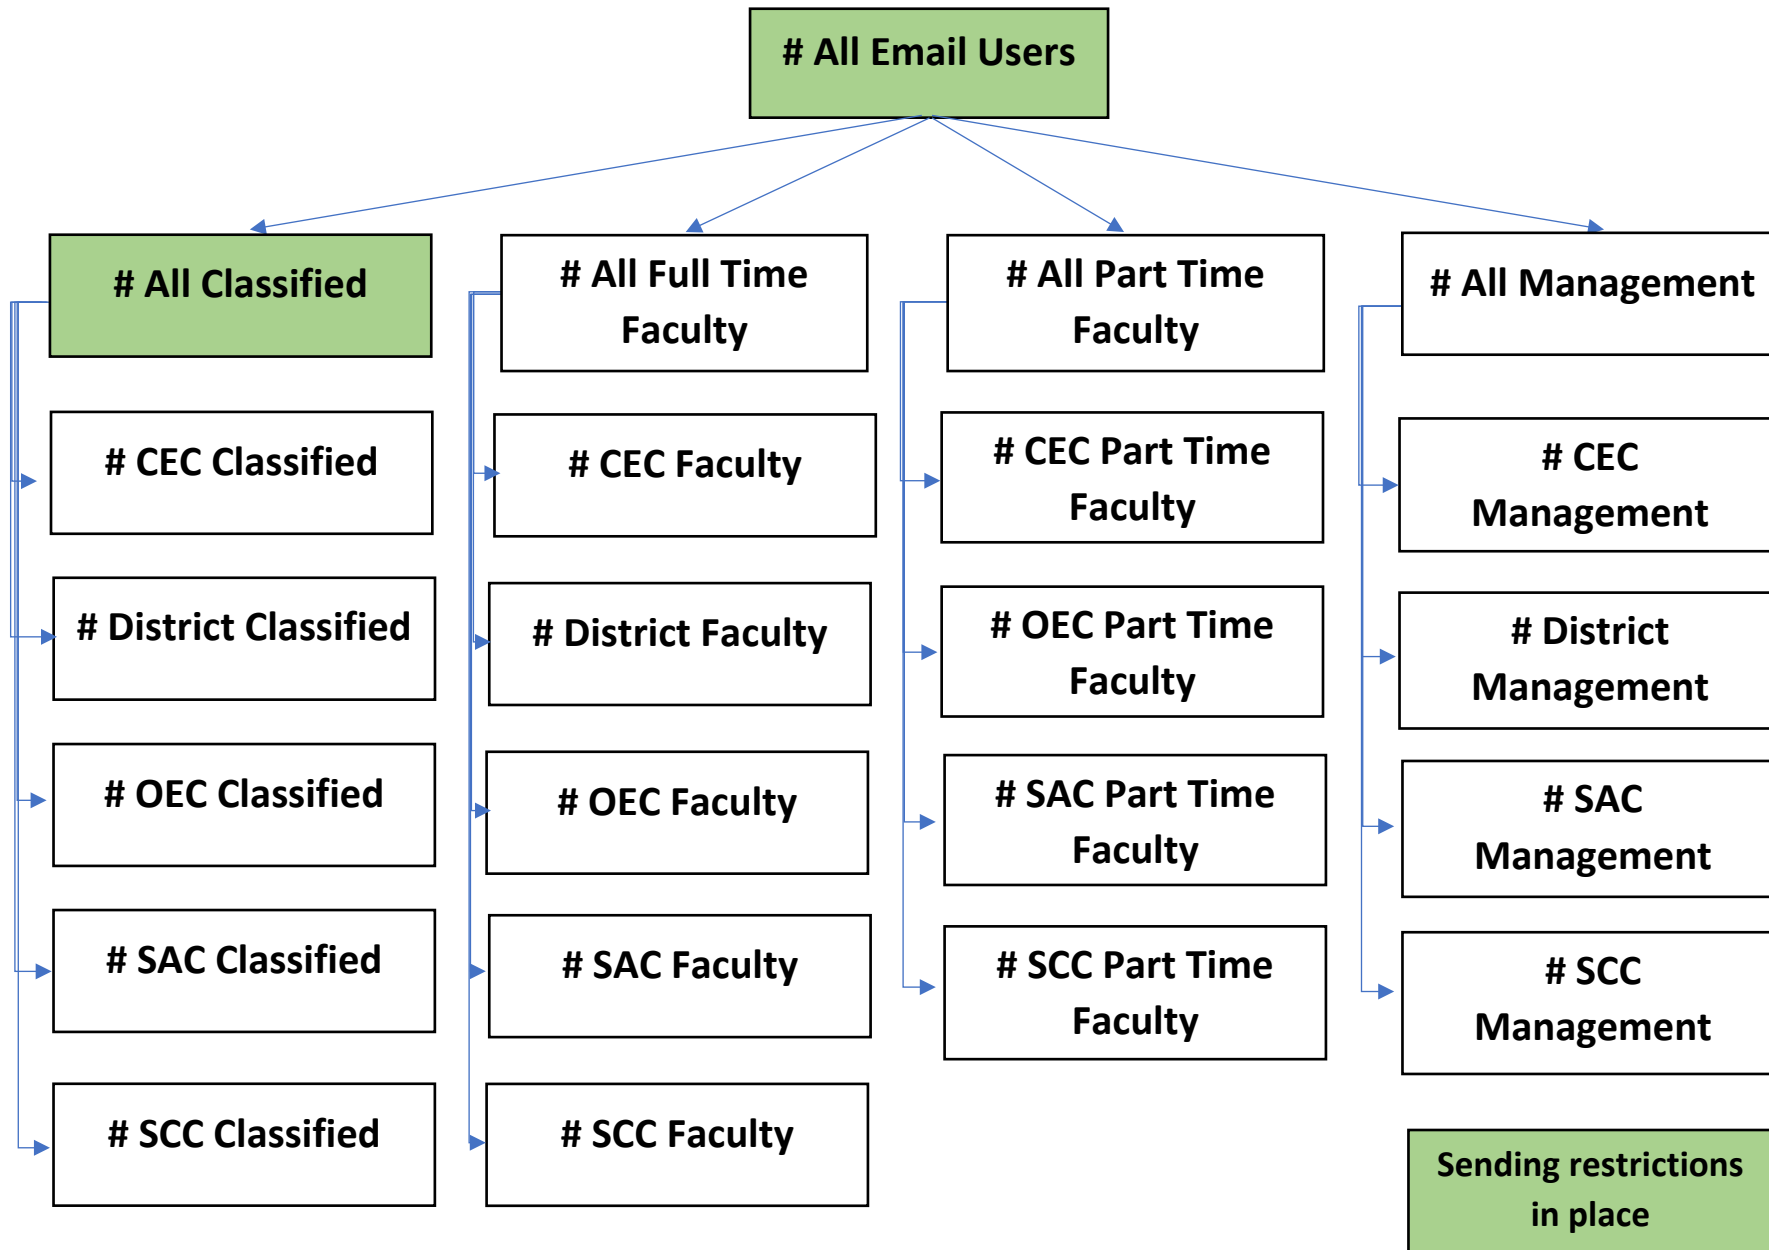 # All Email Users
# All Classified
# All Full Time
Faculty
# All Part Time
Faculty
# All Management
# CEC Classified
# CEC Faculty
# CEC Part Time
Faculty
# CEC
Management
# District Classified
# District Faculty
# OEC Part Time
Faculty
# District
Management
# OEC Classified
# OEC Faculty
# SAC Part Time
Faculty
# SAC
Management
# SAC Classified
# SAC Faculty
# SCC Part Time
Faculty
# SCC
Management
# SCC Classified
# SCC Faculty
Sending restrictions
in place